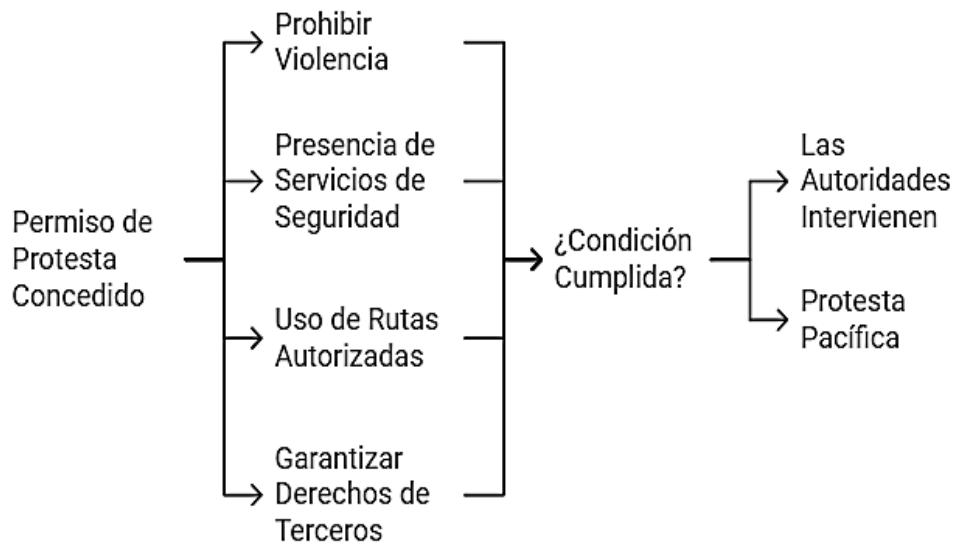 Permiso de
Protesta
Concedido
Prohibir
Violencia
Presencia de
Servicios de
Seguridad
Uso de Rutas
Autorizadas
Garantizar
Derechos de
Terceros
¿Condición
Cumplida?
Las
Autoridades
Intervienen
Protesta
Pacífica